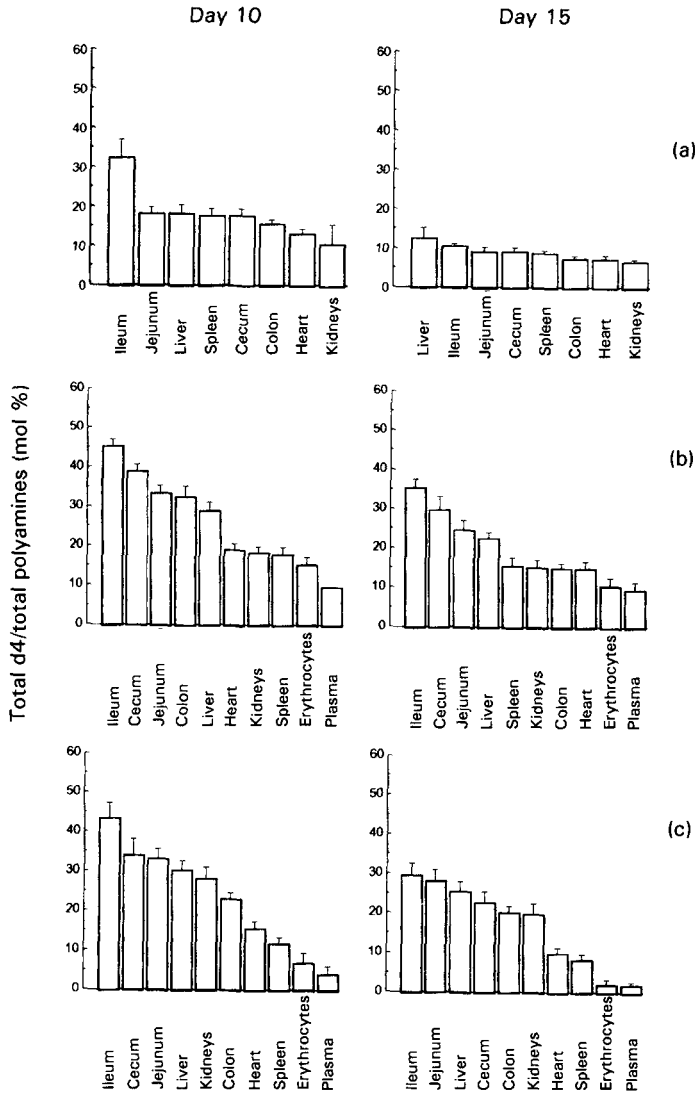 Day 10
Day 15
Total d4/total polyamines (mol %)
(a)
60
50
40
30
20
10
0
Ileum
Jejunum
Liver
Spleen
Cecum
Colon
Heart
Kidneys
60
50
40
30
20
10
0
Liver
Ileum
Jejunum
Cecum
Spleen
Colon
Heart
Kidneys
(b)
60
50
40
30
20
10
0
Ileum
Cecum
Jejunum
Colon
Liver
Heart
Kidneys
Spleen
Erythrocytes
Plasma
60
50
40
30
20
10
0
Ileum
Cecum
Jejunum
Liver
Spleen
Kidneys
Colon
Heart
Erythrocytes
Plasma
(c)
60
50
40
30
20
10
0
Ileum
Cecum
Jejunum
Liver
Kidneys
Colon
Heart
Spleen
Erythrocytes
Plasma
60
50
40
30
20
10
0
Ileum
Jejunum
Liver
Cecum
Colon
Kidneys
Heart
Spleen
Erythrocytes
Plasma